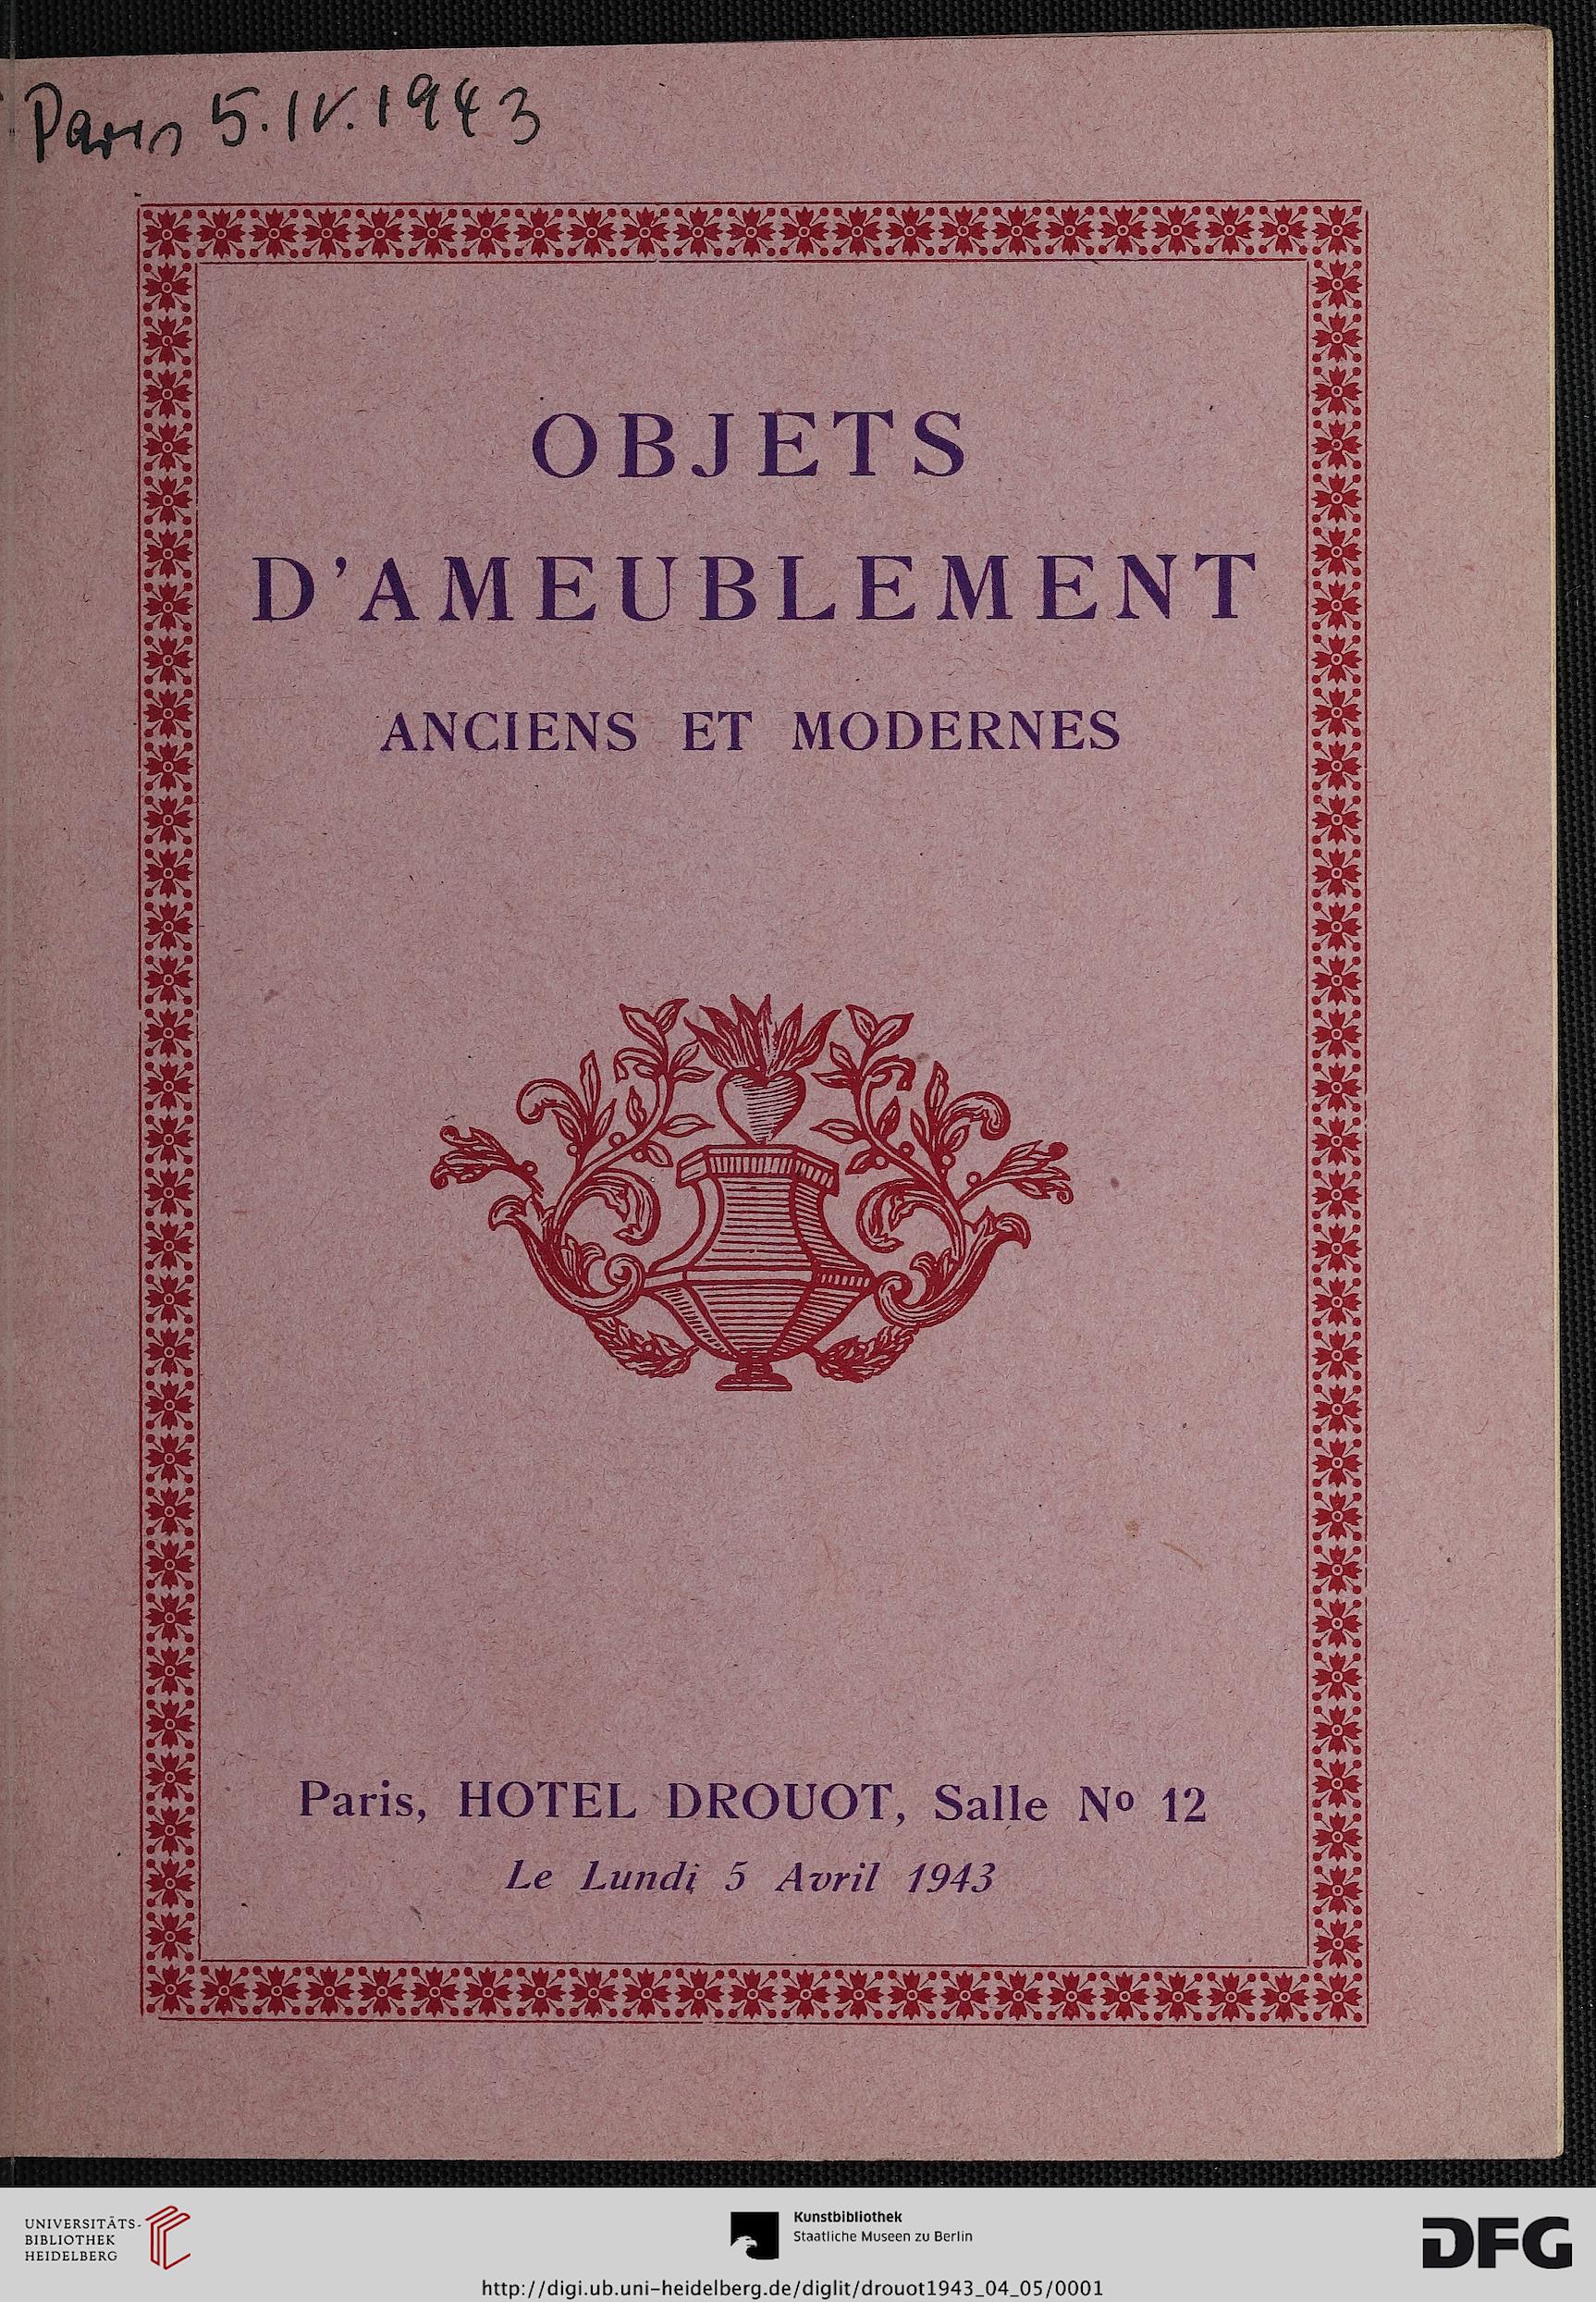 Paris 5.IV.1943
OBJETS
D'AMEUBLEMENT
ANCIENS ET MODERNES
Paris, HOTEL DROUOT, Salle Nº 12
Le Lundi 5 Avril 1943
UNIVERSITÄTS-
BIBLIOTHEK
HEIDELBERG
Kunstbibliothek
Staatliche Museen zu Berlin
DFG
http://digi.ub.uni-heidelberg.de/diglit/drouot1943_04_05/0001